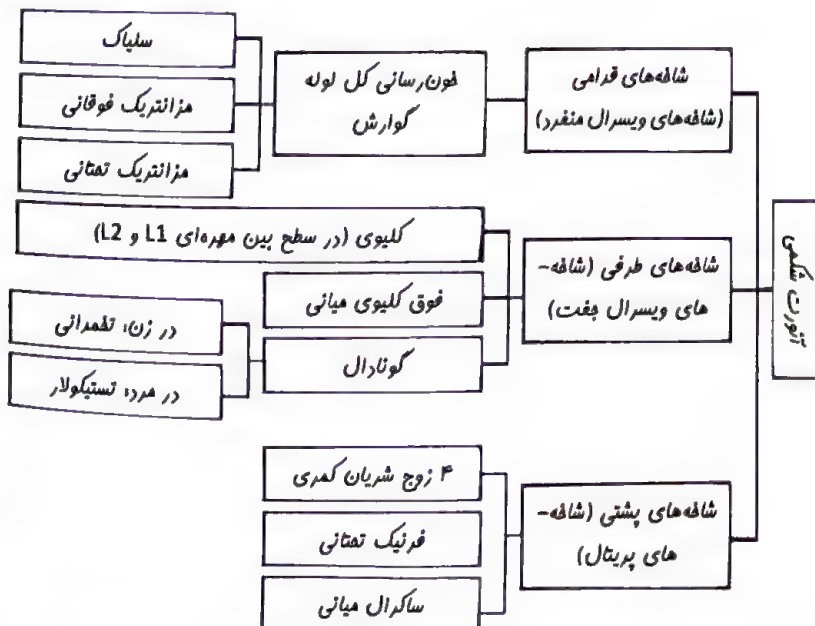 آئورت شکمی
شاخه‌های قدامی
(شاخه‌های ویسرال منفرد)
خون‌رسانی کل لوله
گوارش
سلیاک
مزانتریک فوقانی
مزانتریک تحتانی
شاخه‌های طرفی (شاخه-
های ویسرال جفت)
کلیوی (در سطح بین مهره‌ای L1 و L2)
فوق کلیوی میانی
گونادال
در زن: تخمدانی
در مرد: تستیکولار
شاخه‌های پشتی (شاخه-
های پریتال)
۴ زوج شریان کمری
فرنیک تحتانی
ساکرال میانی